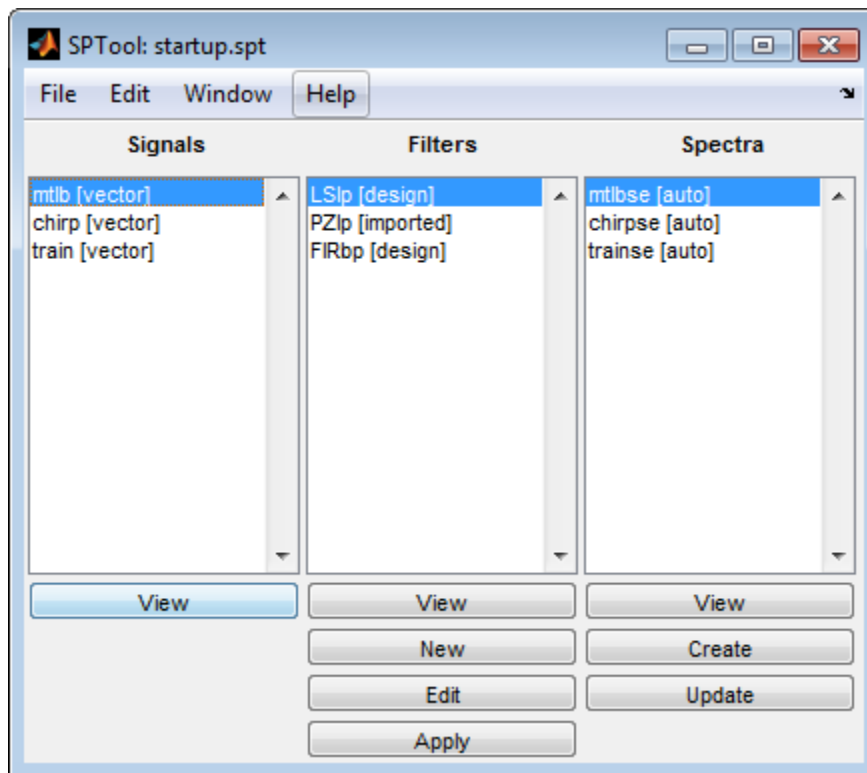 SPTool: startup.spt
File Edit Window Help
Signals Filters Spectra
mtlb [vector] LSlp [design] mtlbse [auto]
chirp [vector] PZlp [imported] chirpse [auto]
train [vector] FIRbp [design] trainse [auto]
View View View
New Create
Edit Update
Apply